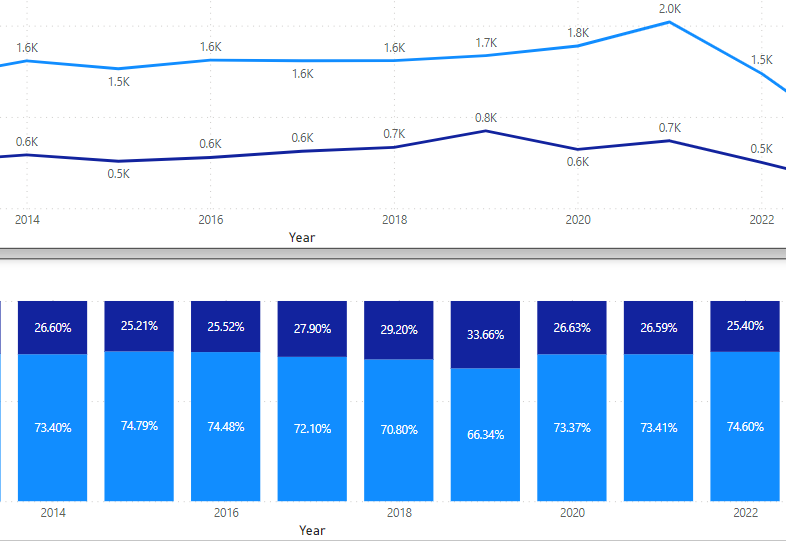 2.0K
1.8K
1.6K
1.6K
1.6K
1.7K
1.5K
1.5K
1.6K
0.8K
0.6K
0.6K
0.6K
0.7K
0.7K
0.5K
0.5K
0.6K
2014 2016 2018 2020 2022
Year
26.60% 25.21% 25.52% 27.90% 29.20% 33.66% 26.63% 26.59% 25.40%
73.40% 74.79% 74.48% 72.10% 70.80% 66.34% 73.37% 73.41% 74.60%
2014 2016 2018 2020 2022
Year